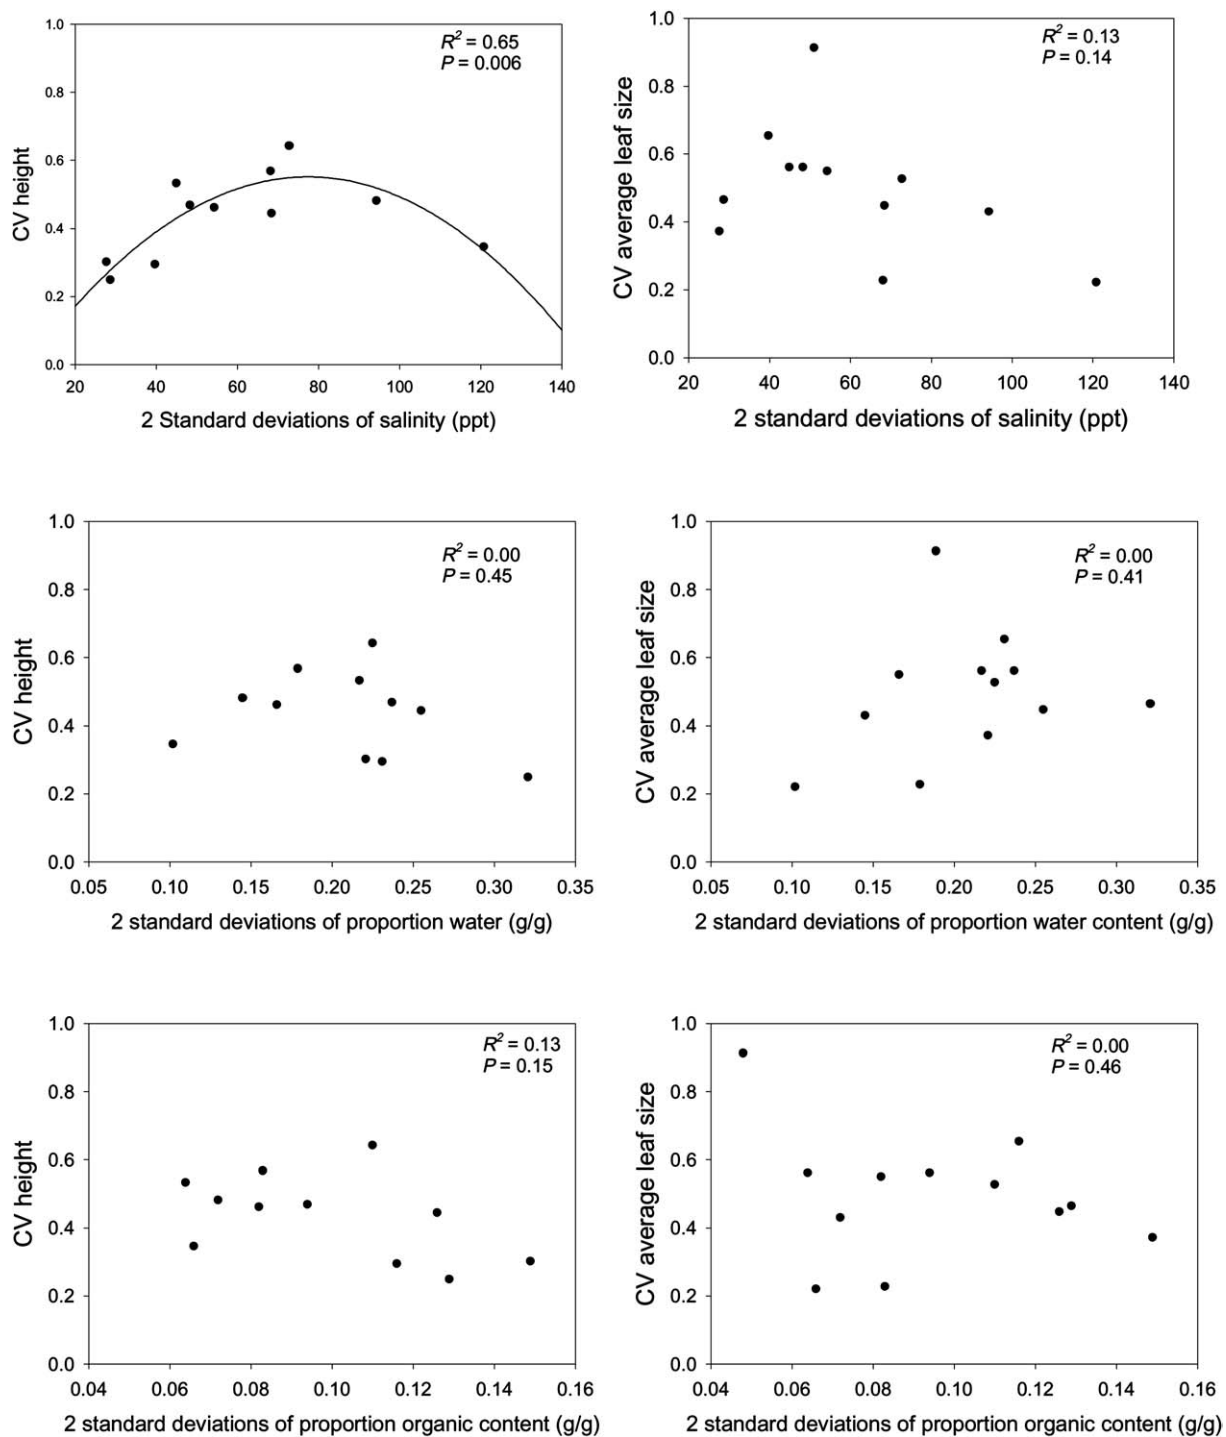 1.0
0.8
0.6
0.4
0.2
0.0
CV height
R² = 0.65
P = 0.006
20 40 60 80 100 120 140
2 Standard deviations of salinity (ppt)
1.0
0.8
0.6
0.4
0.2
0.0
CV average leaf size
R² = 0.13
P = 0.14
20 40 60 80 100 120 140
2 standard deviations of salinity (ppt)
1.0
0.8
0.6
0.4
0.2
0.0
CV height
R² = 0.00
P = 0.45
0.05 0.10 0.15 0.20 0.25 0.30 0.35
2 standard deviations of proportion water (g/g)
1.0
0.8
0.6
0.4
0.2
0.0
CV average leaf size
R² = 0.00
P = 0.41
0.05 0.10 0.15 0.20 0.25 0.30 0.35
2 standard deviations of proportion water content (g/g)
1.0
0.8
0.6
0.4
0.2
0.0
CV height
R² = 0.13
P = 0.15
0.04 0.06 0.08 0.10 0.12 0.14 0.16
2 standard deviations of proportion organic content (g/g)
1.0
0.8
0.6
0.4
0.2
0.0
CV average leaf size
R² = 0.00
P = 0.46
0.04 0.06 0.08 0.10 0.12 0.14 0.16
2 standard deviations of proportion organic content (g/g)